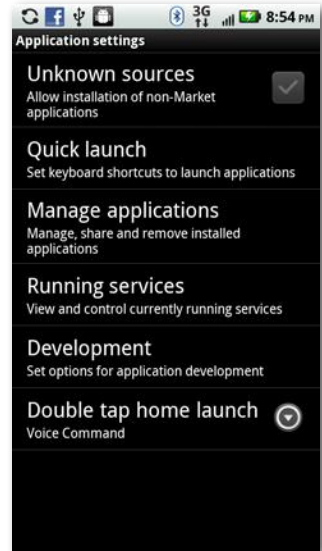 3G 8:54 PM
Application settings
Unknown sources
Allow installation of non-Market
applications
Quick launch
Set keyboard shortcuts to launch applications
Manage applications
Manage, share and remove installed
applications
Running services
View and control currently running services
Development
Set options for application development
Double tap home launch
Voice Command